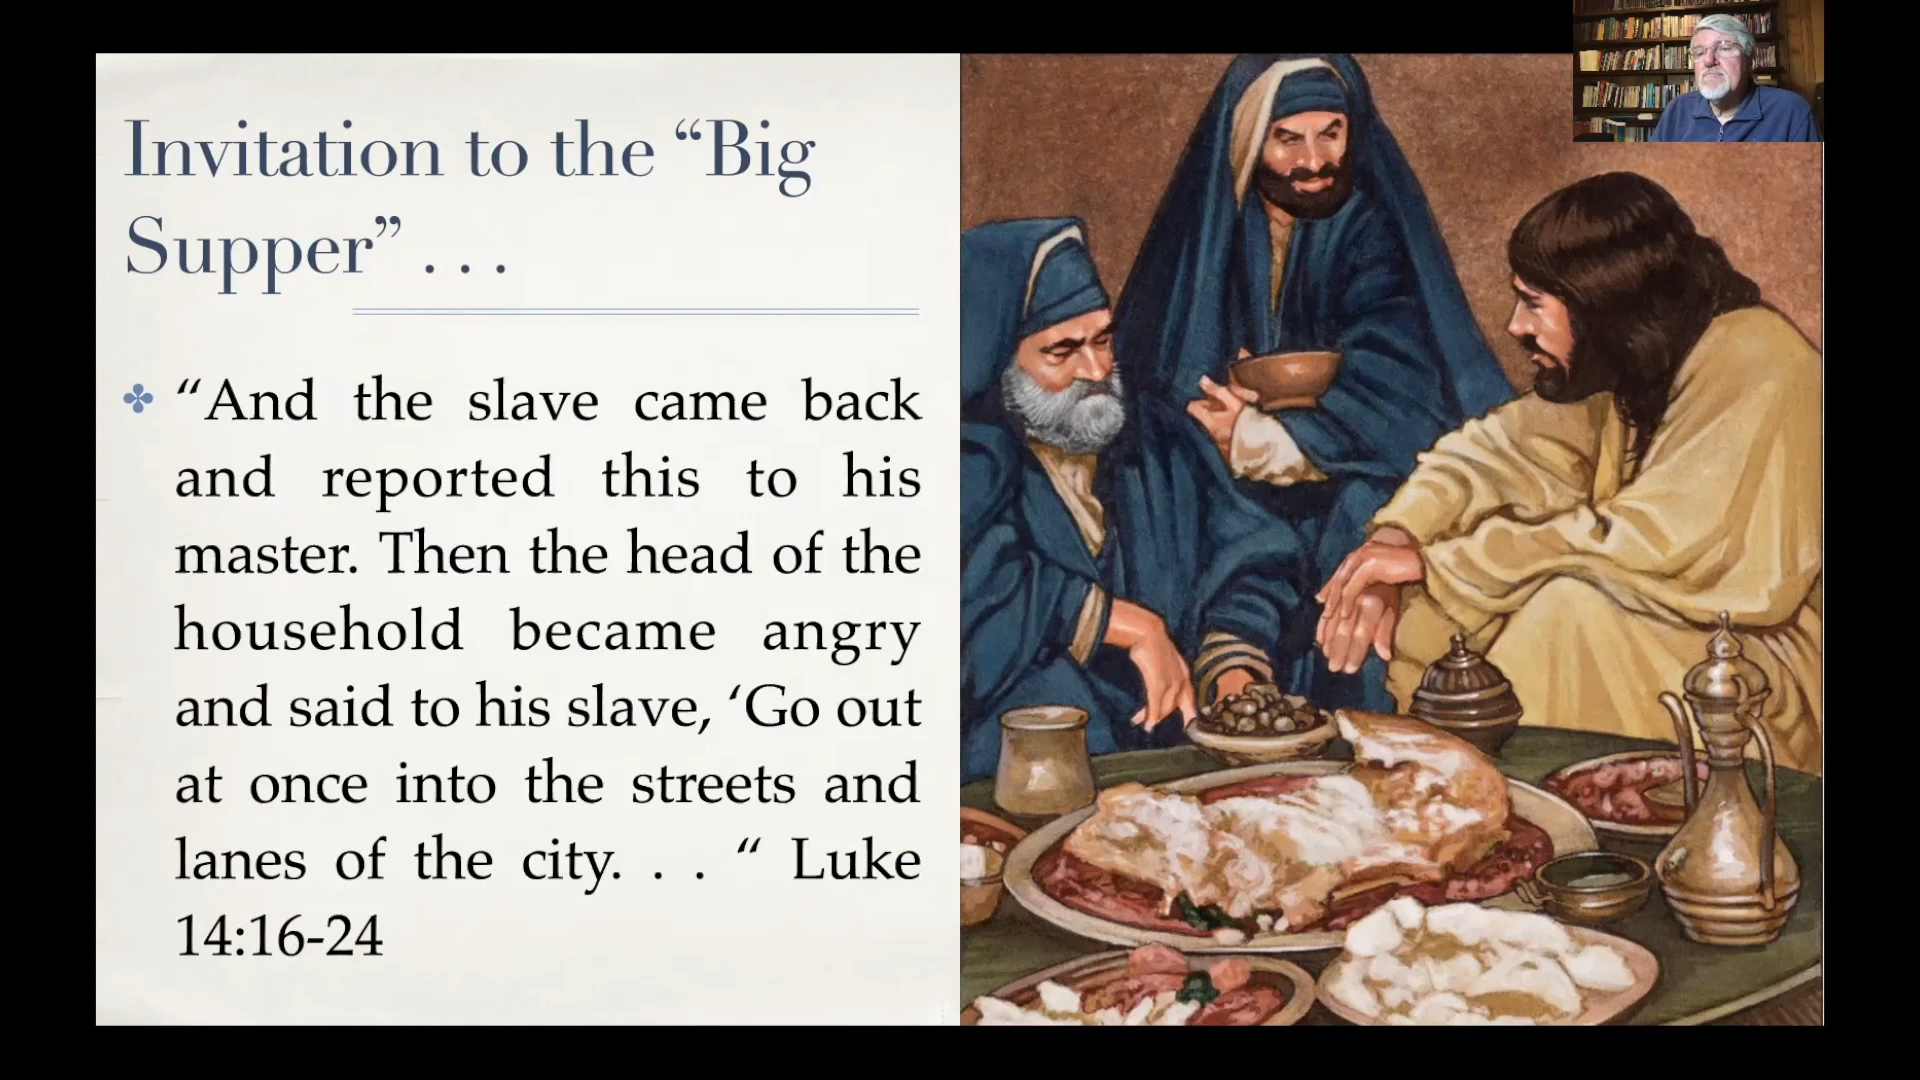 Invitation to the “Big
Supper” . . .
“And the slave came back
and reported this to his
master. Then the head of the
household became angry
and said to his slave, ‘Go out
at once into the streets and
lanes of the city. . . “ Luke
14:16-24